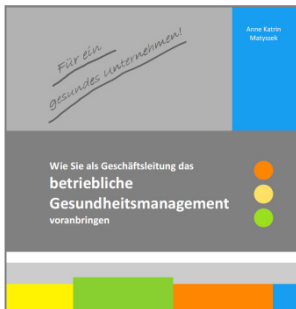 Für ein
gesundes Unternehmen!
Anne Katrin
Matyssek
Wie Sie als Geschäftsleitung das
betriebliche
Gesundheitsmanagement
voranbringen